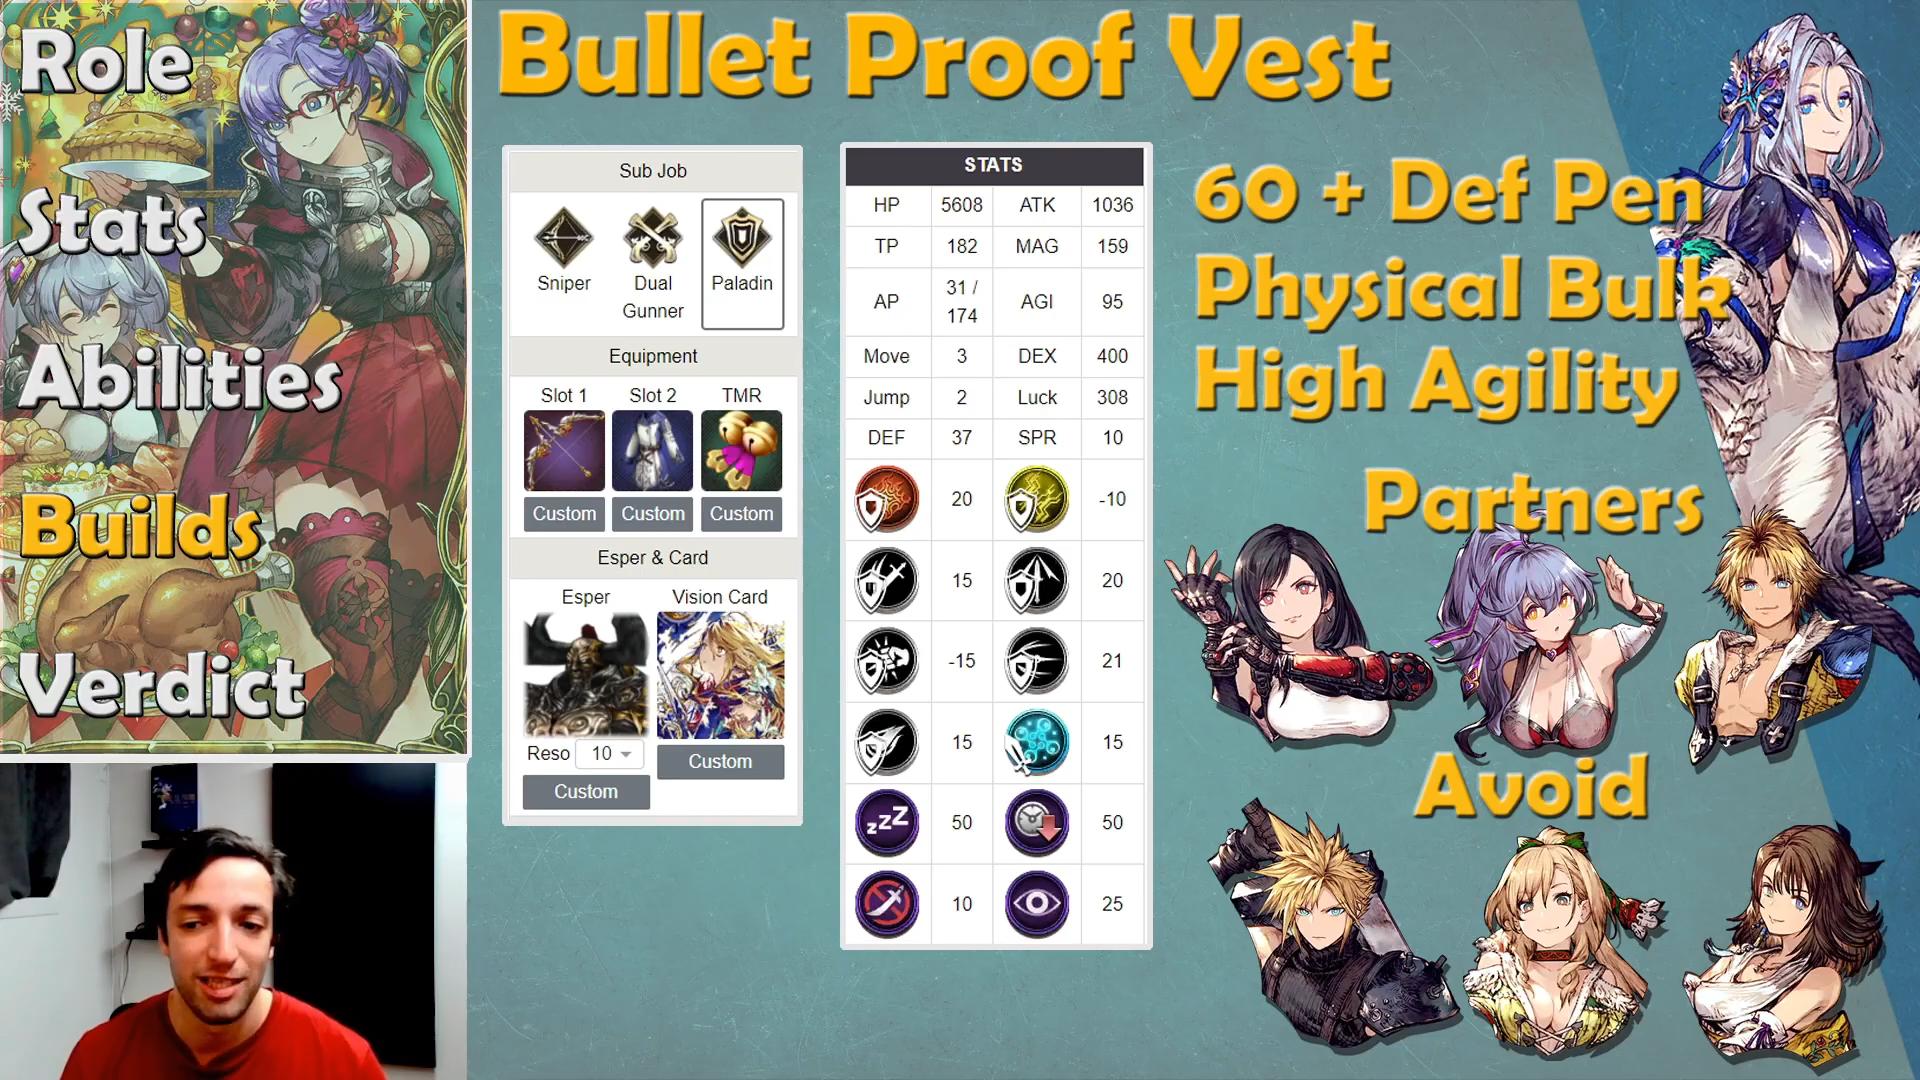 Role
Stats
Abilities
Builds
Verdict
Bullet Proof Vest
Sub Job
Sniper
Dual
Gunner
Paladin
Equipment
Slot 1 Slot 2 TMR
Custom Custom Custom
Esper & Card
Esper Vision Card
Reso 10
Custom
Custom
STATS
HP 5608 ATK 1036
TP 182 MAG 159
AP 31 / 174 AGI 95
Move 3 DEX 400
Jump 2 Luck 308
DEF 37 SPR 10
20 -10
15 20
-15 21
15 15
zzZ 50 50
10 25
60 + Def Pen
Physical Bulk
High Agility
Partners
Avoid